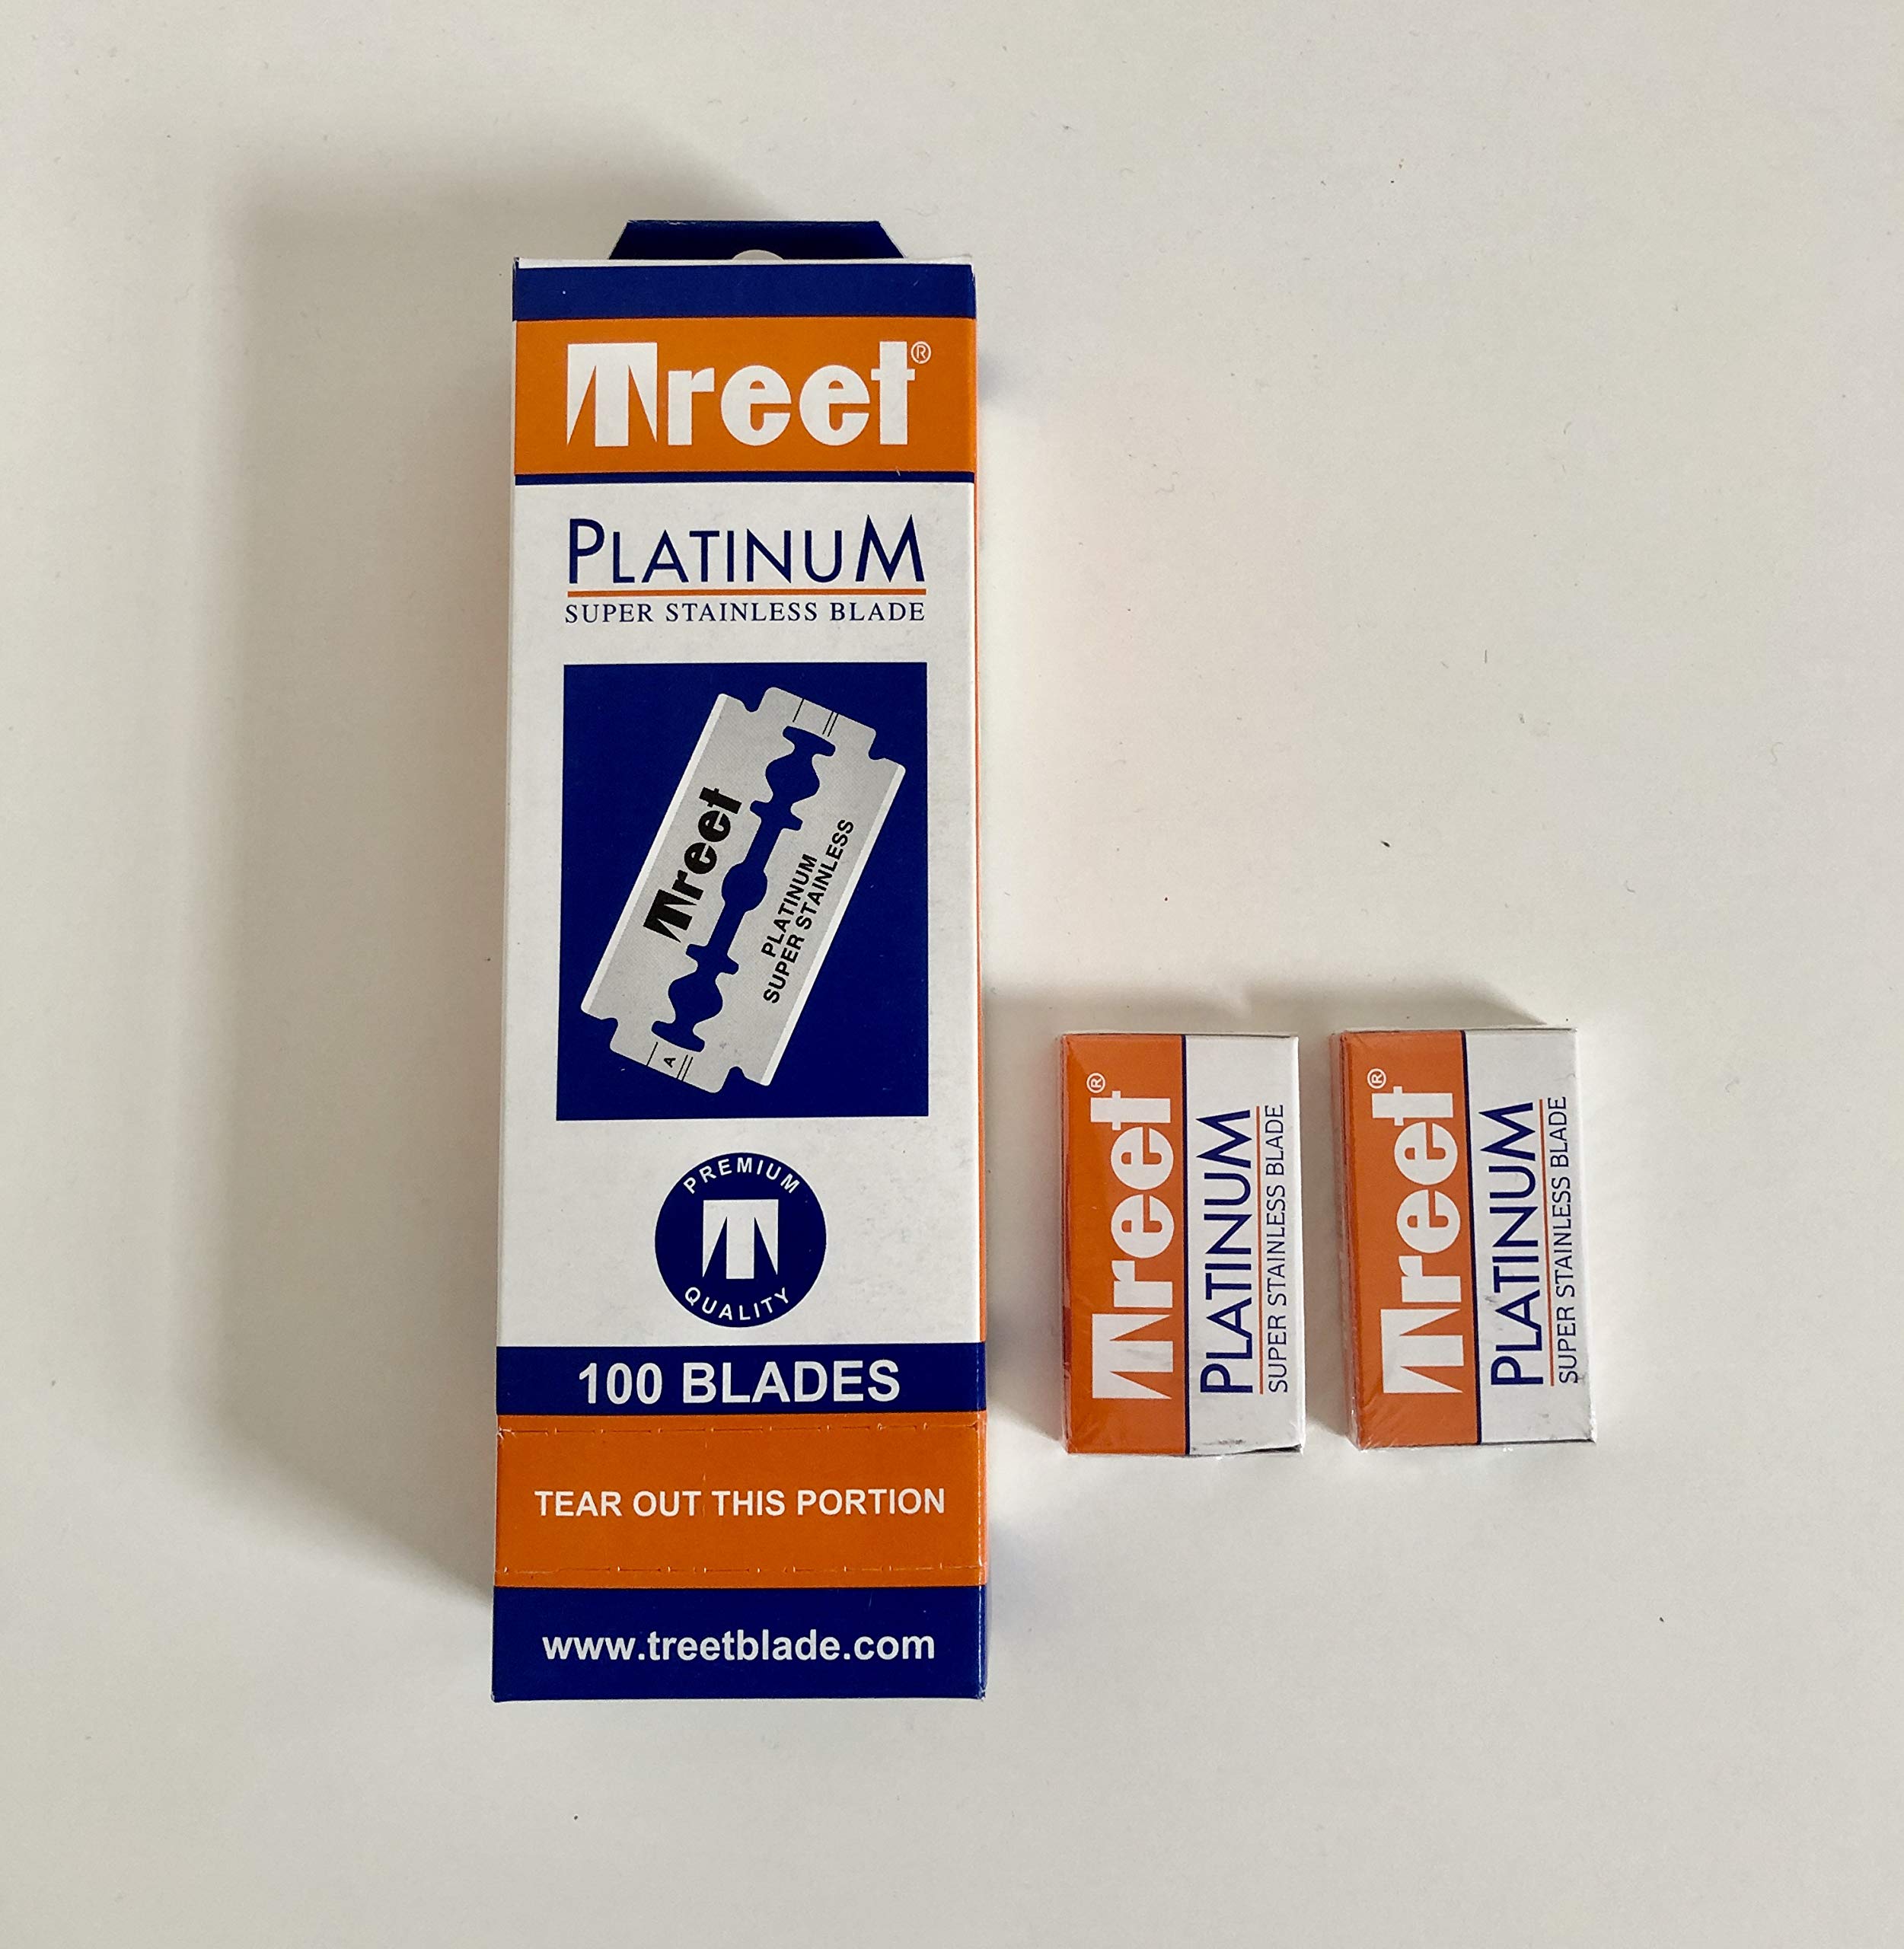 Treet®
PLATINUM
SUPER STAINLESS BLADE
Treet
PLATINUM
SUPER STAINLESS
A
PREMIUM
T
QUALITY
100 BLADES
TEAR OUT THIS PORTION
www.treetblade.com
Treet®
PLATINUM
SUPER STAINLESS BLADE
Treet®
PLATINUM
SUPER STAINLESS BLADE